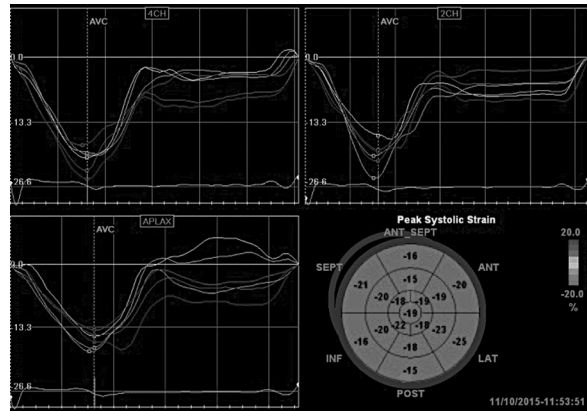 4CH
AVC
0.0
13.3
26.6
2CH
AVC
0.0
13.3
26.6
APLAX
AVC
0.0
13.3
26.6
Peak Systolic Strain
ANT_SEPT
SEPT
ANT
INF
LAT
POST
-16
-21
-15
-20
-20
-18
-19
-19
-19
-20
-22
-18
-23
-16
-18
-25
-15
20.0
-20.0
%
11/10/2015-11:53:51